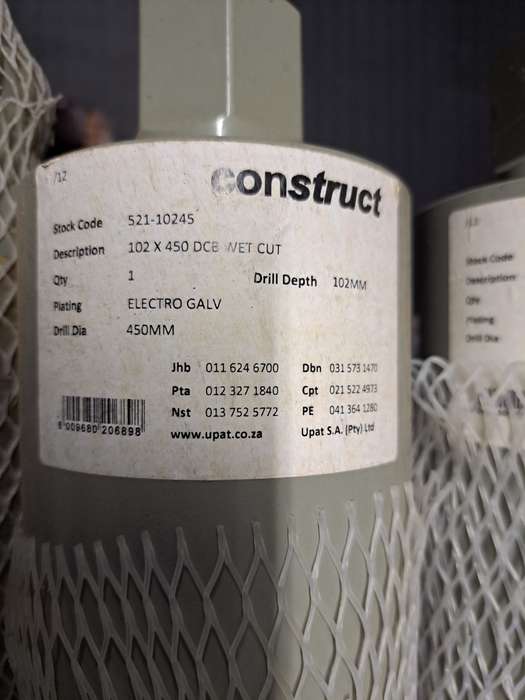 /12
construct
Stock Code 521-10245
Description 102 X 450 DCB WET CUT
Qty 1 Drill Depth 102MM
Plating ELECTRO GALV
Drill Dia 450MM
Jhb 011 624 6700 Dbn 031 573 1470
Pta 012 327 1840 Cpt 021 522 4973
Nst 013 752 5772 PE 041 364 1280
6 009680 206898
www.upat.co.za Upat S.A. (Pty) Ltd
Stock Code
Description
Qty
Plating
Drill Dia